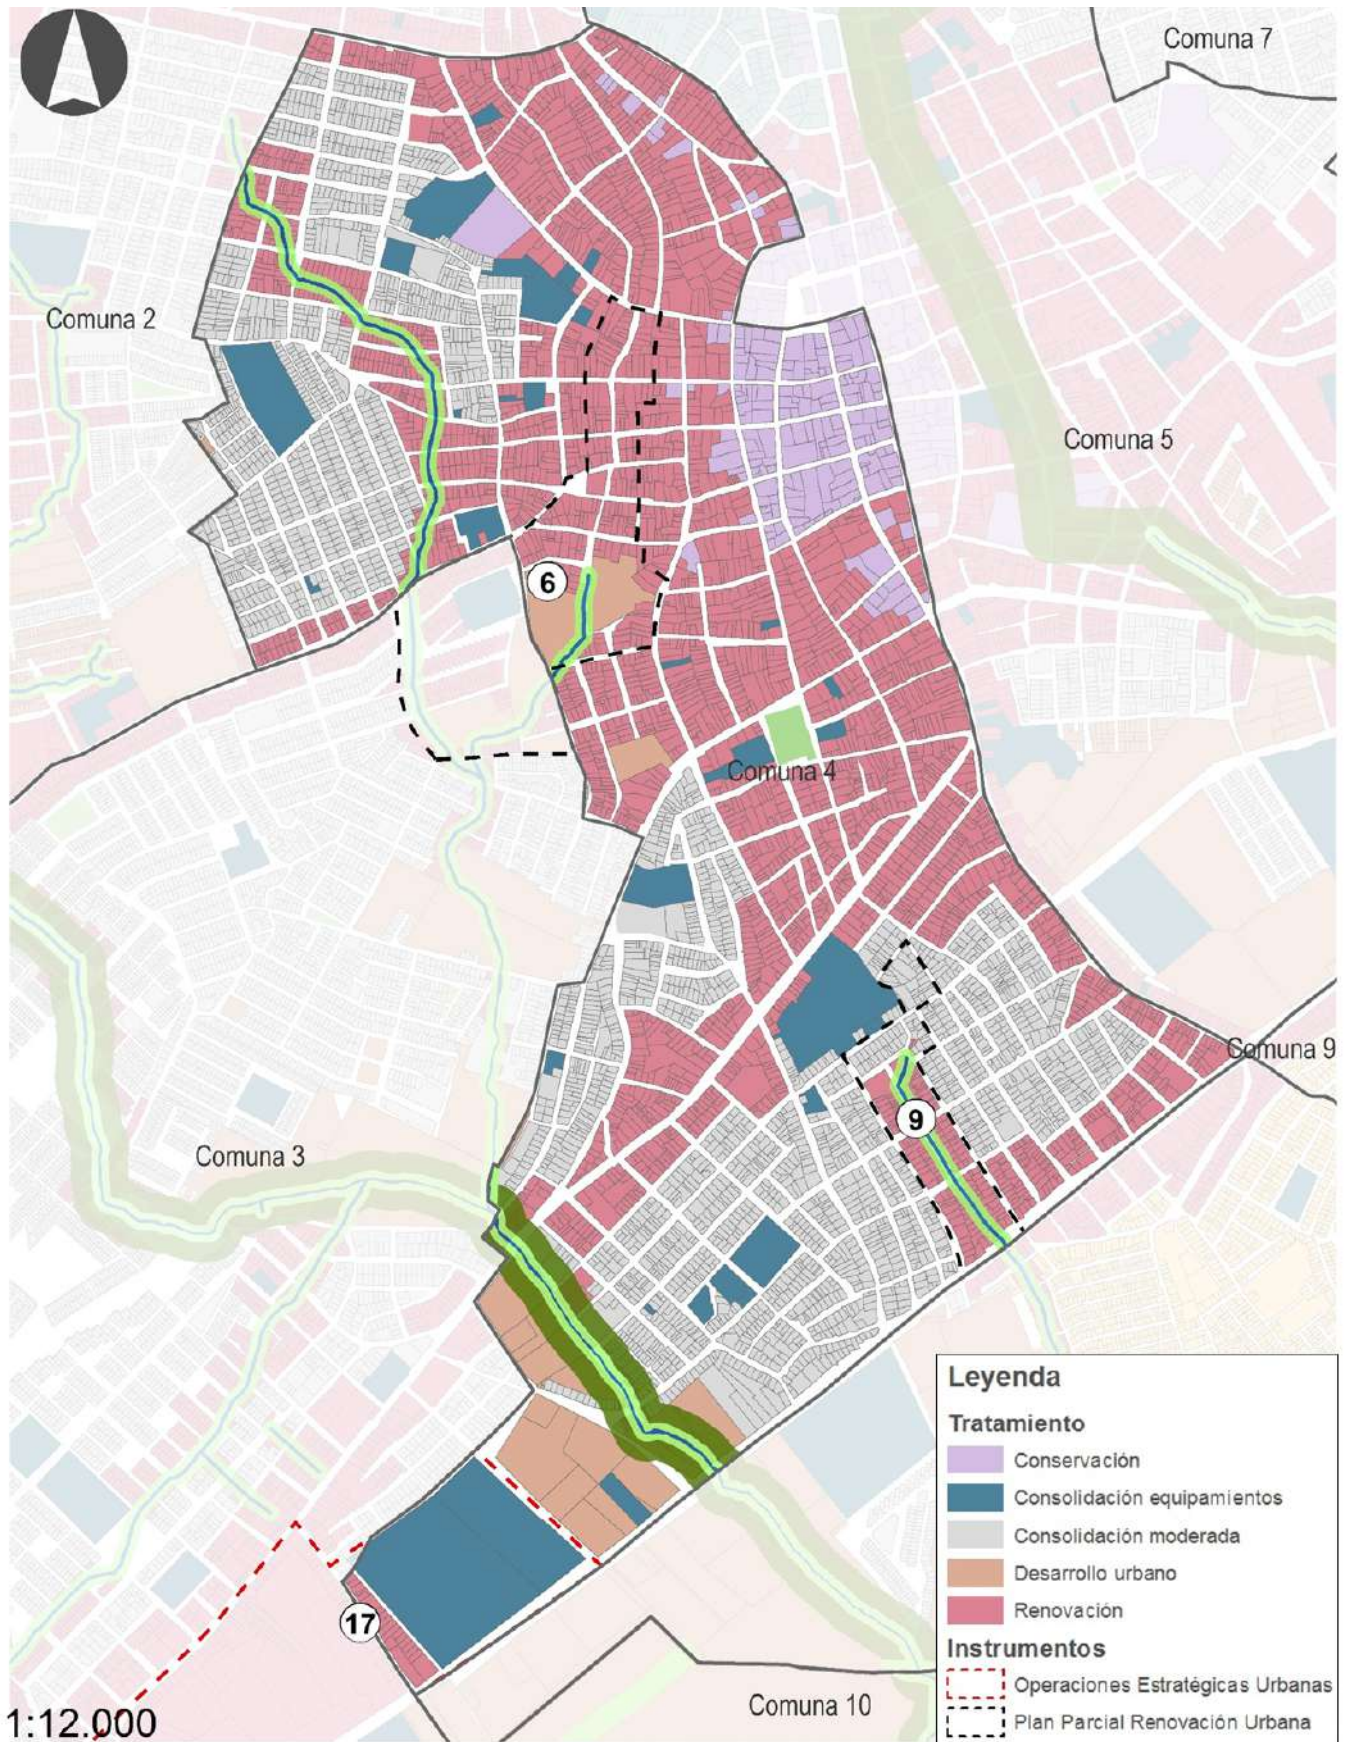 Comuna 7
Comuna 2
Comuna 5
6
Comuna 4
Comuna 9
9
Comuna 3
17
Comuna 10
1:12.000
Leyenda
Tratamiento
Conservación
Consolidación equipamientos
Consolidación moderada
Desarrollo urbano
Renovación
Instrumentos
Operaciones Estratégicas Urbanas
Plan Parcial Renovación Urbana